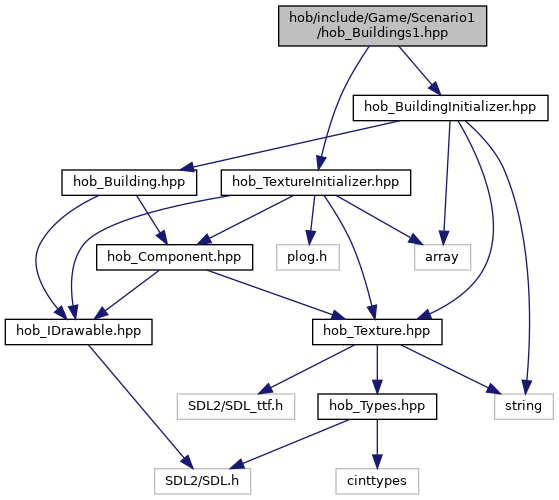 hob/include/Game/Scenario1
/hob_Buildings1.hpp
hob_BuildingInitializer.hpp
hob_Building.hpp
hob_TextureInitializer.hpp
hob_Component.hpp
plog.h
array
hob_IDrawable.hpp
hob_Texture.hpp
SDL2/SDL_ttf.h
hob_Types.hpp
string
SDL2/SDL.h
cinttypes